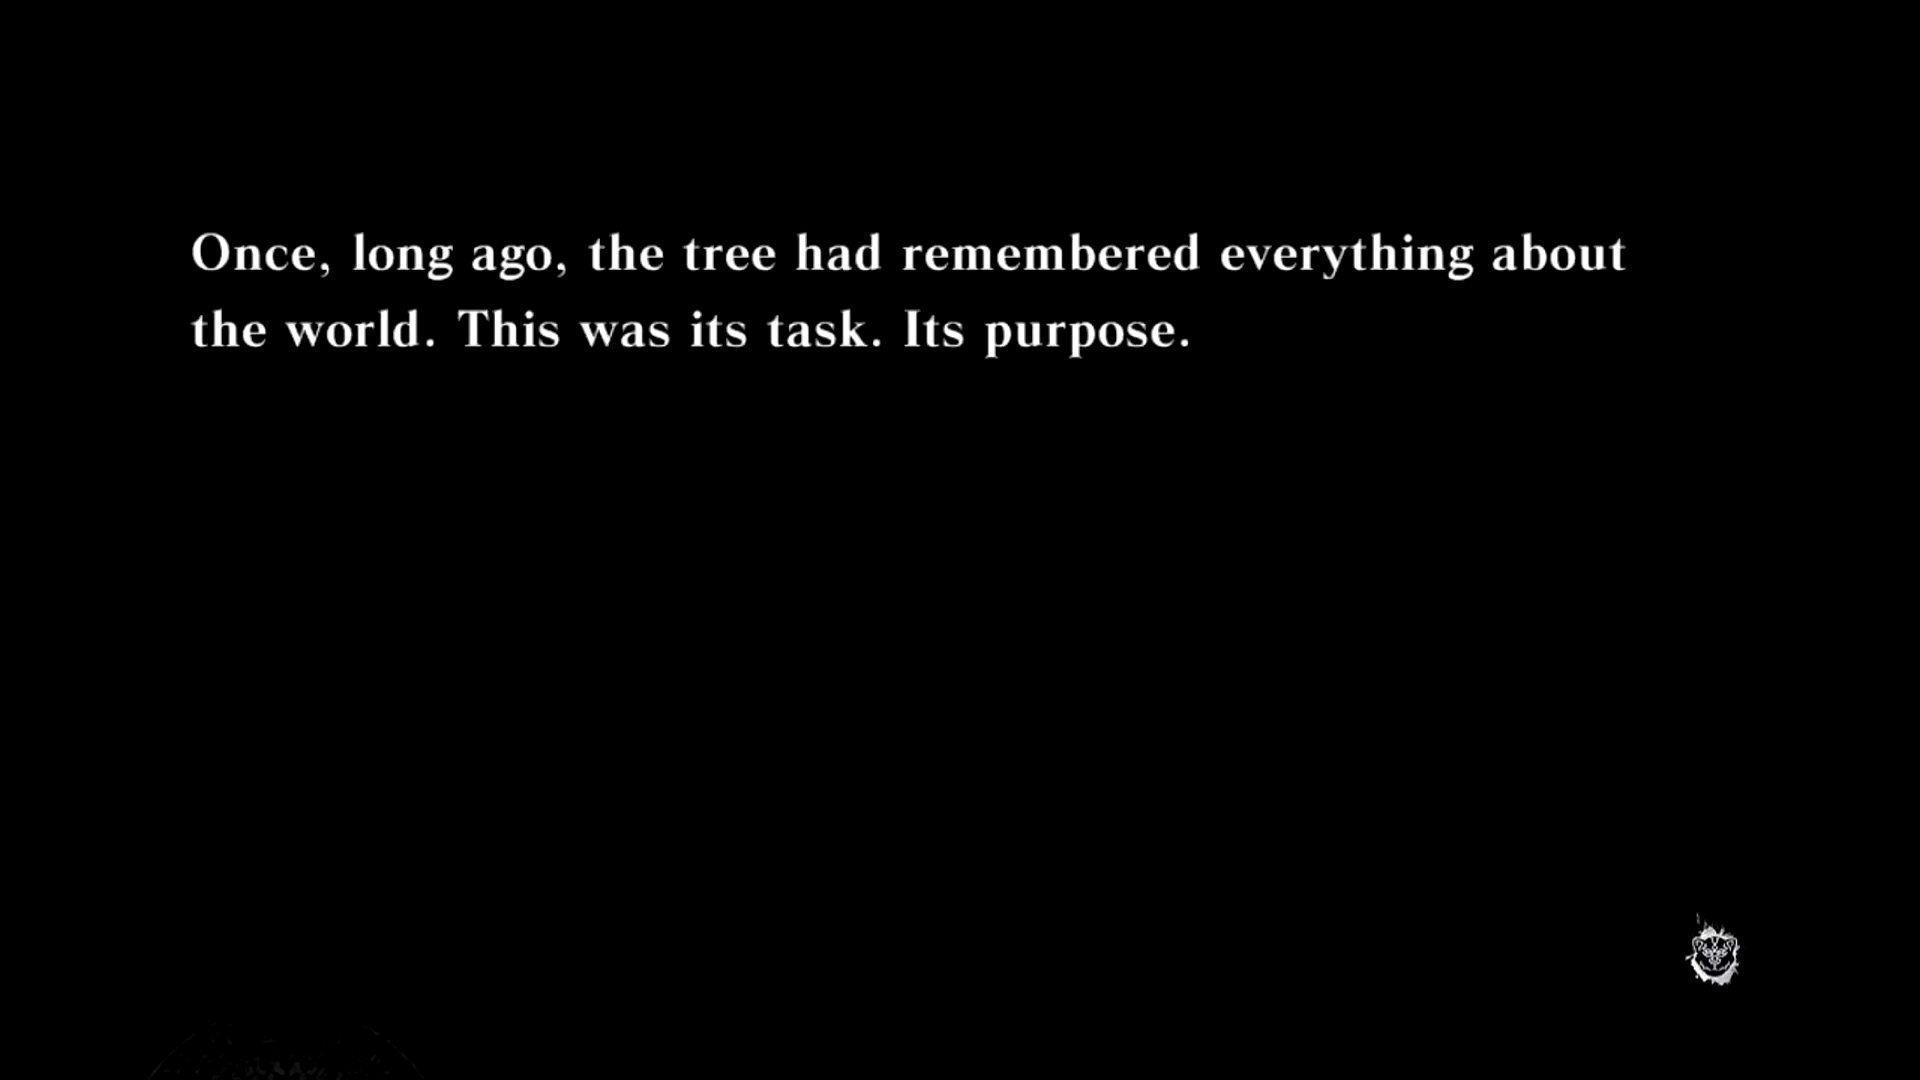 Once, long ago, the tree had remembered everything about
the world. This was its task. Its purpose.